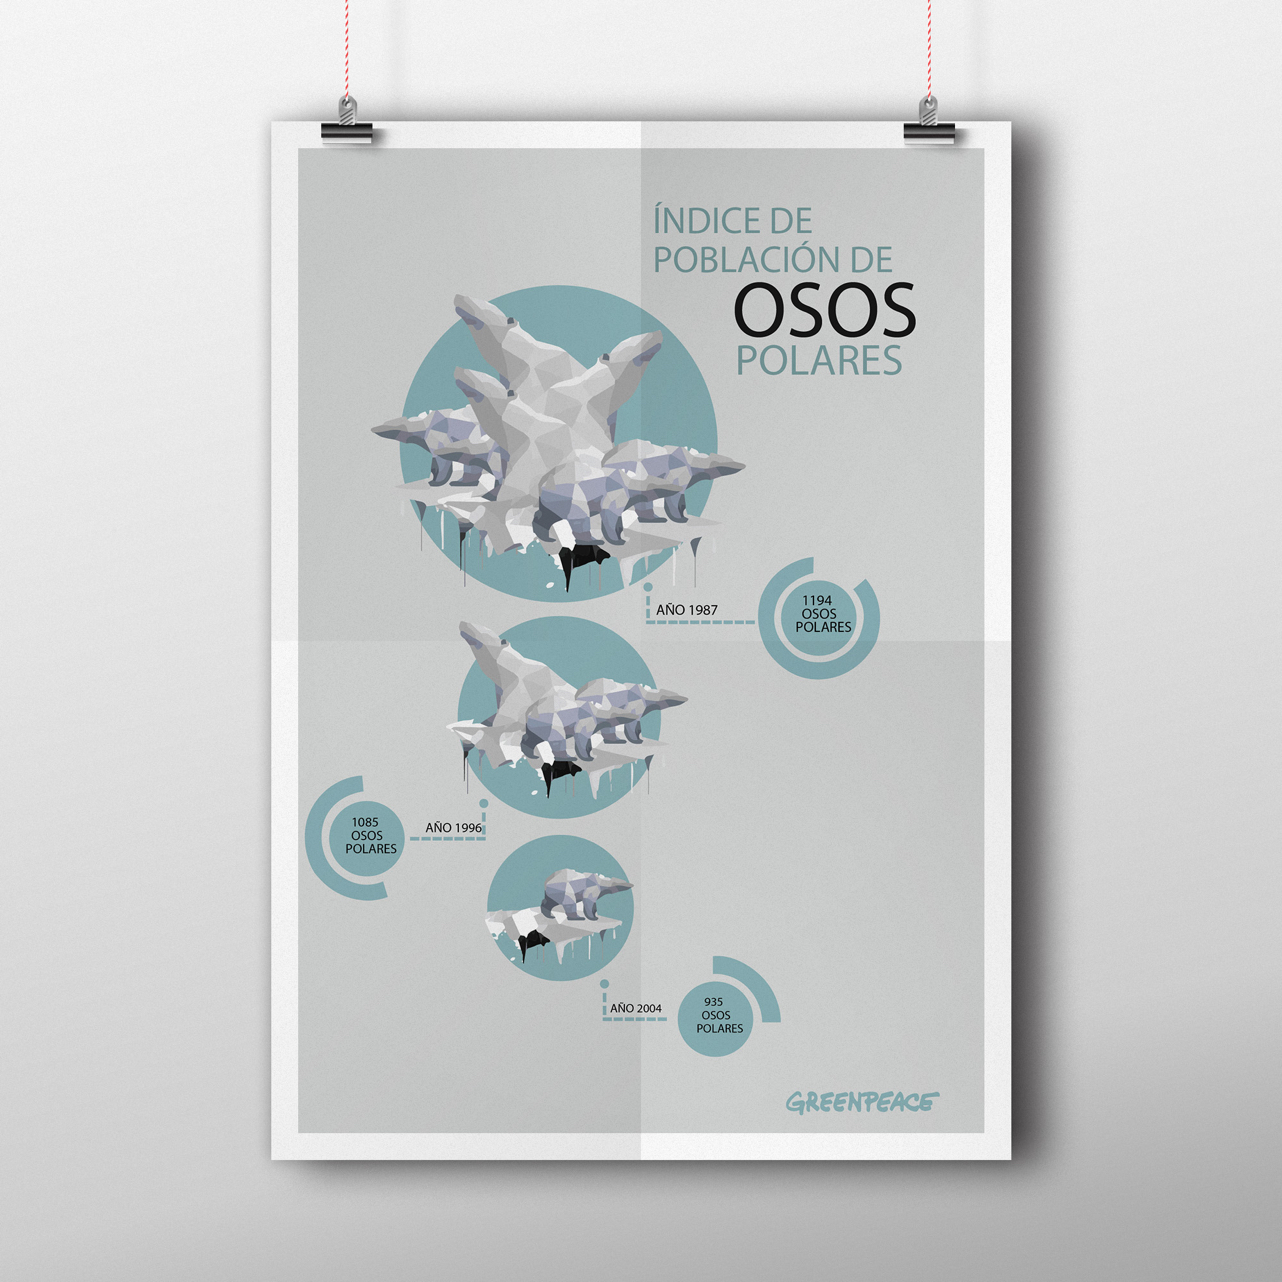 ÍNDICE DE
POBLACIÓN DE
OSOS
POLARES
AÑO 1987
1194
OSOS
POLARES
1085
OSOS
POLARES
AÑO 1996
AÑO 2004
935
OSOS
POLARES
GREENPEACE